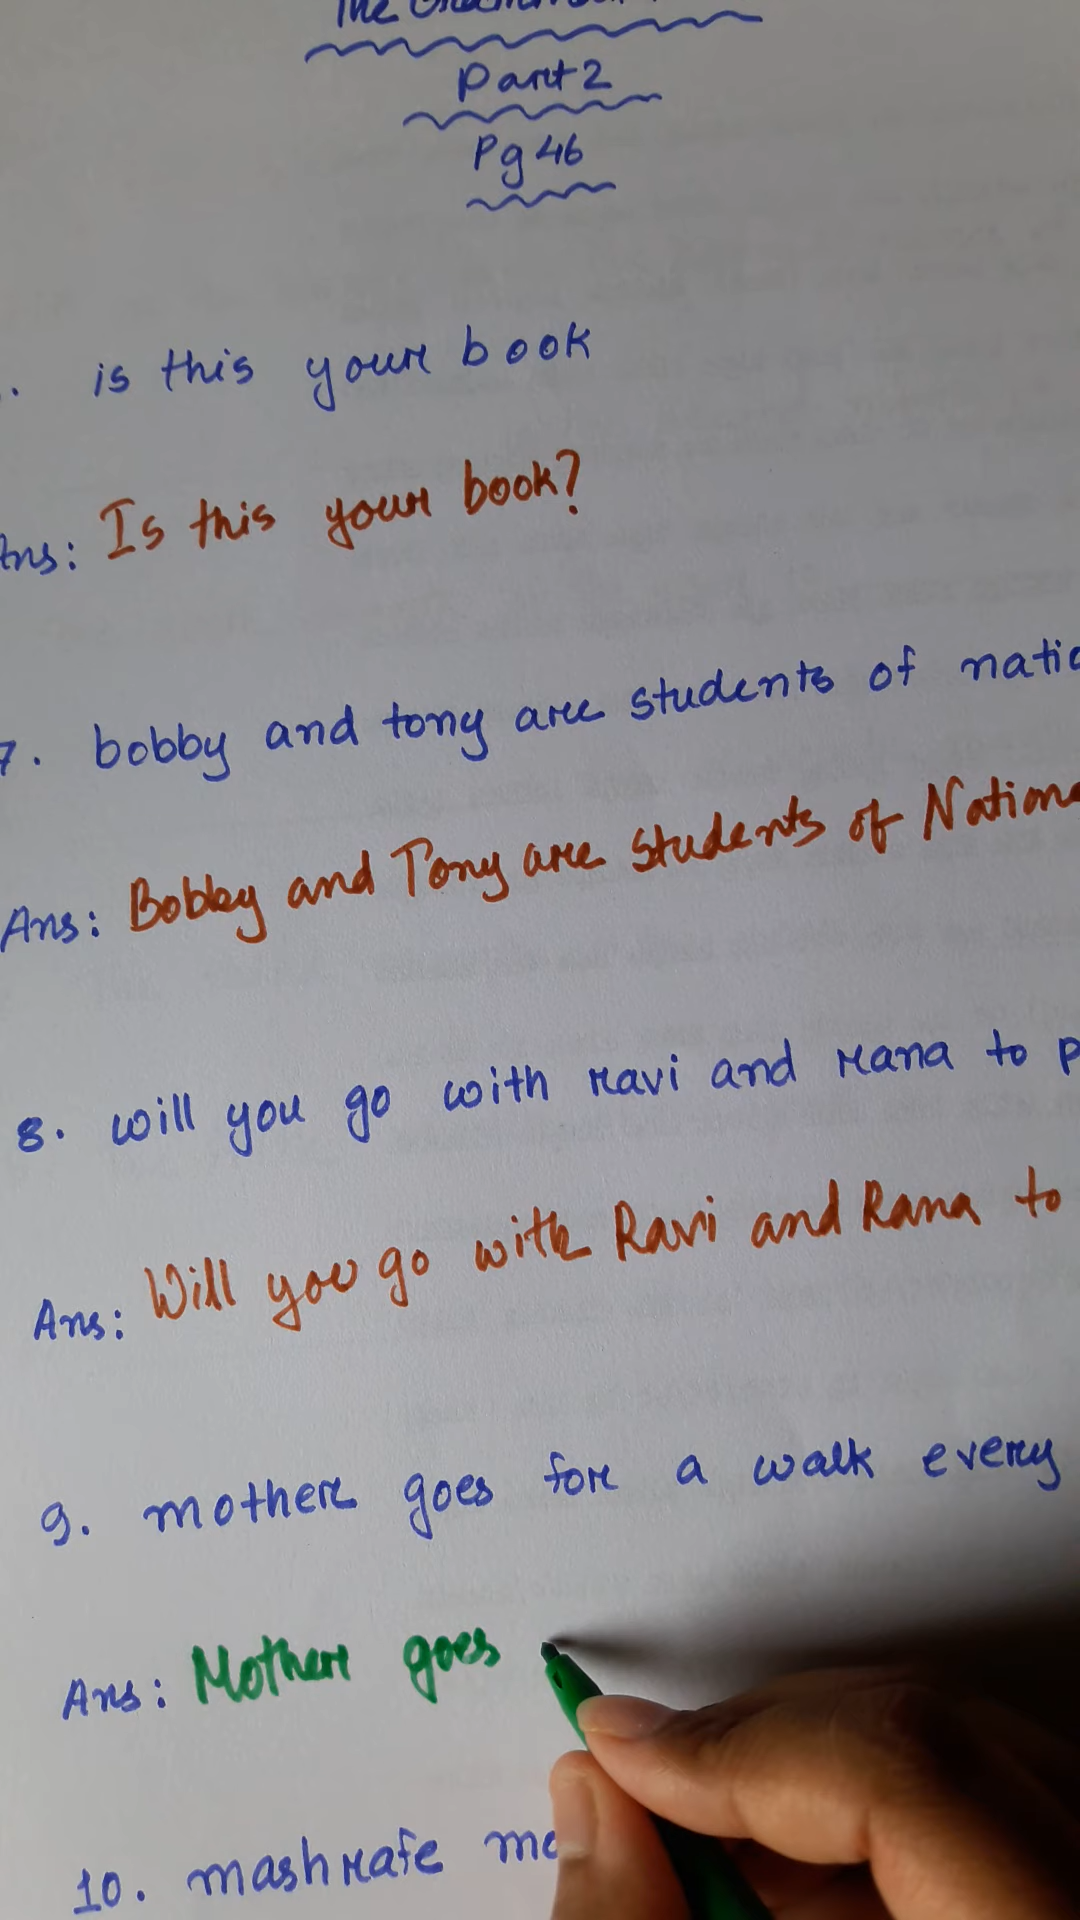 The
Part 2
Pg 46
. is this your book
Ans: Is this your book?
7. bobby and tony are students of
Ans: Bobby and Tony are students of
8. will you go with ravi and rana to
Ans: Will you go with Ravi and Rana to
9. mother goes for a walk every
Ans: Mother goes
10. mashrafe